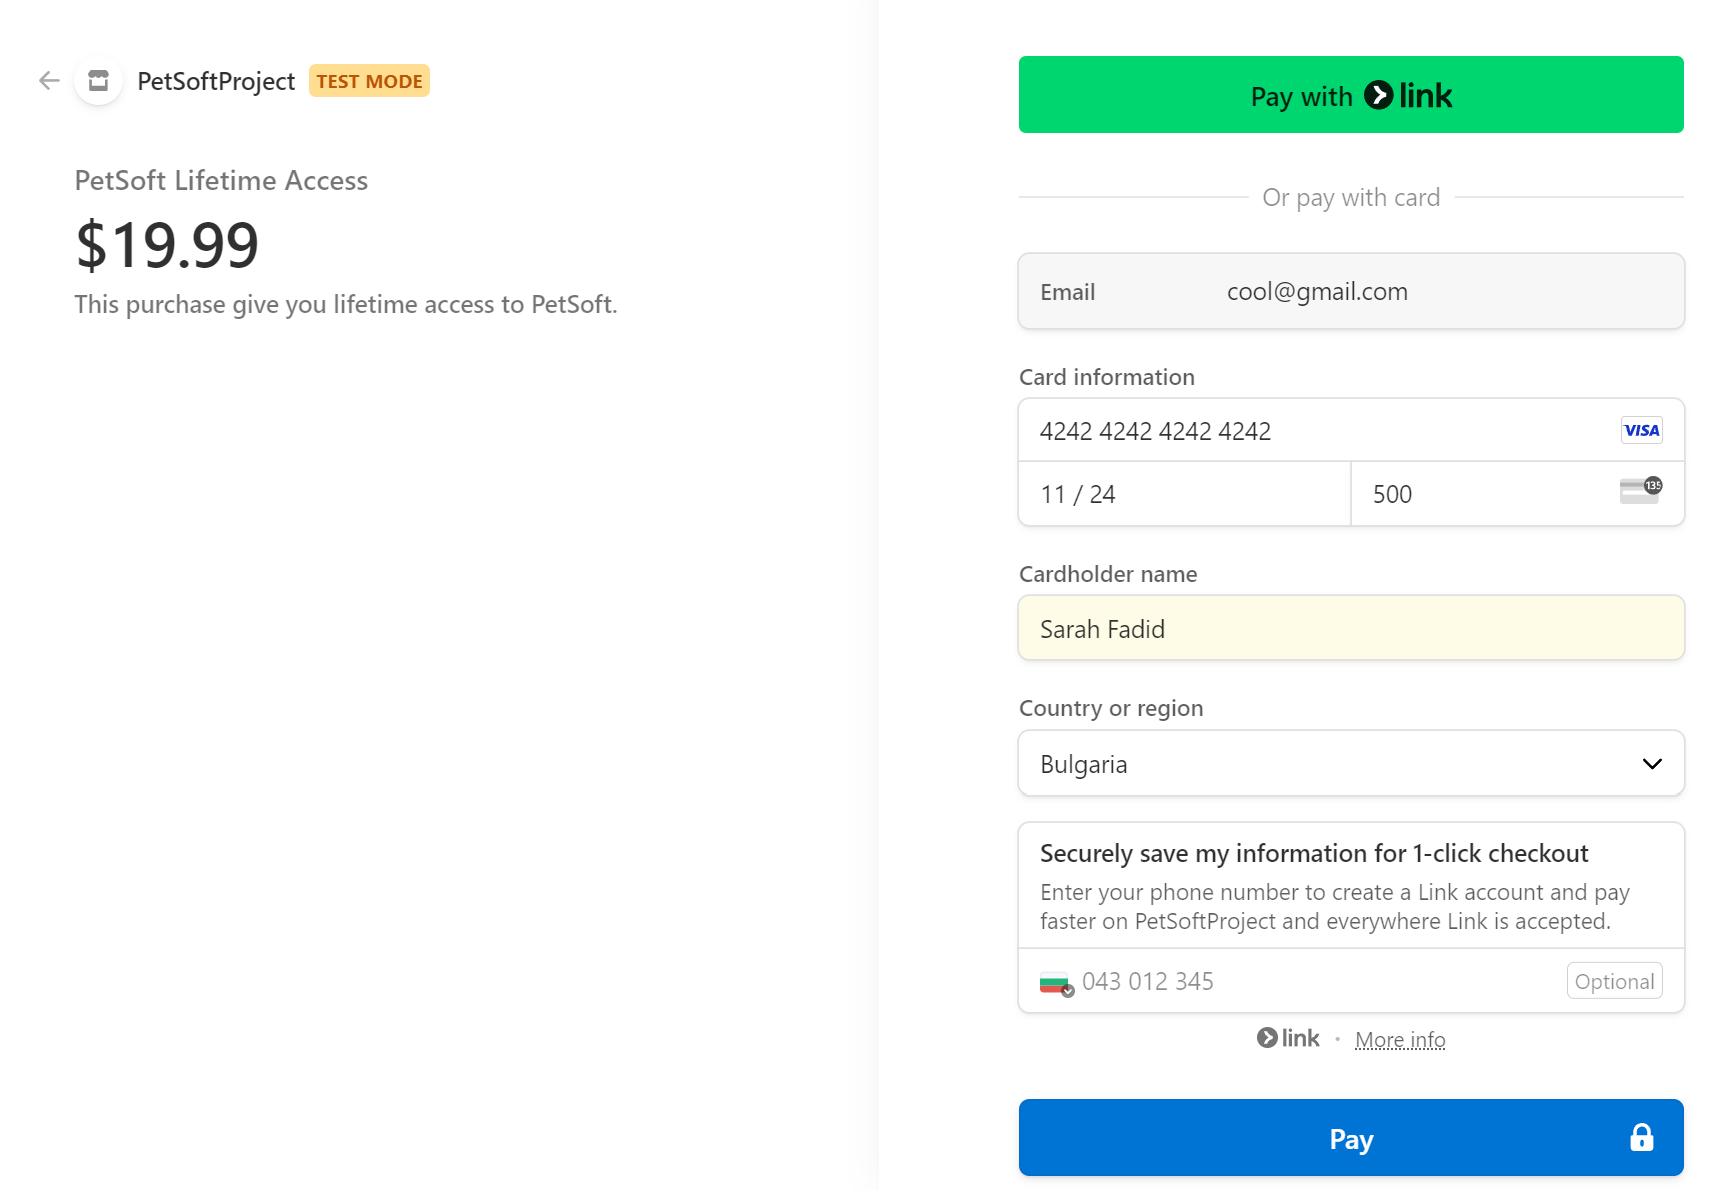 PetSoftProject TEST MODE
PetSoft Lifetime Access
$19.99
This purchase give you lifetime access to PetSoft.
Pay with link
Or pay with card
Email cool@gmail.com
Card information
4242 4242 4242 4242 VISA
11 / 24 500 135
Cardholder name
Sarah Fadid
Country or region
Bulgaria
Securely save my information for 1-click checkout
Enter your phone number to create a Link account and pay
faster on PetSoftProject and everywhere Link is accepted.
043 012 345 Optional
link · More info
Pay